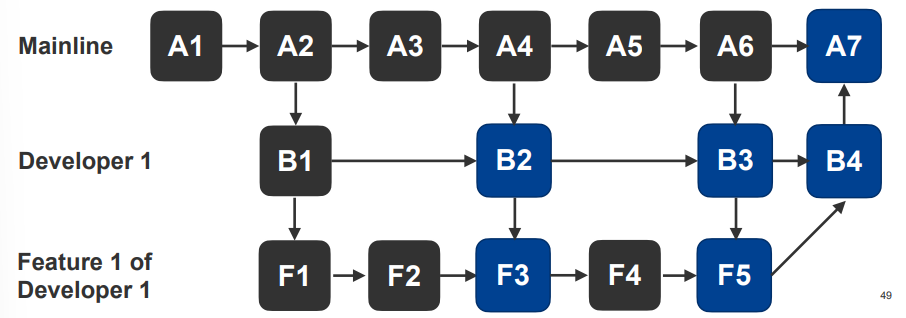 Mainline A1 A2 A3 A4 A5 A6 A7
Developer 1 B1 B2 B3 B4
Feature 1 of
Developer 1 F1 F2 F3 F4 F5
49